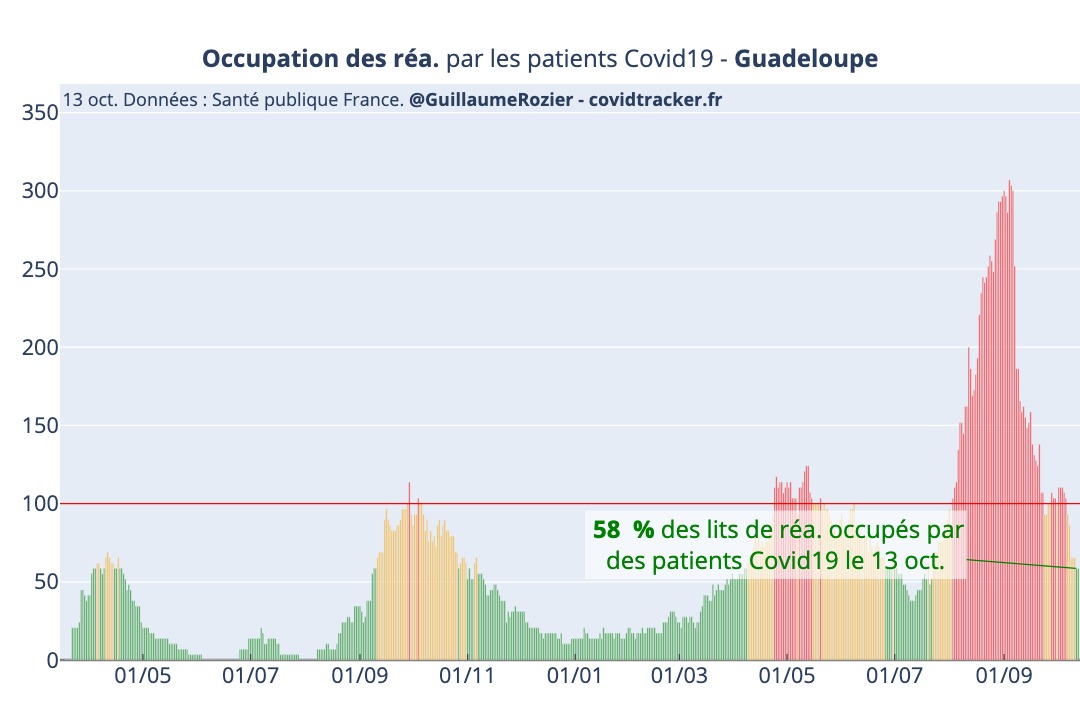 Occupation des réa. par les patients Covid19 - Guadeloupe
13 oct. Données : Santé publique France. @GuillaumeRozier - covidtracker.fr
350
300
250
200
150
100
58 % des lits de réa. occupés par
des patients Covid19 le 13 oct.
50
0
01/05 01/07 01/09 01/11 01/01 01/03 01/05 01/07 01/09